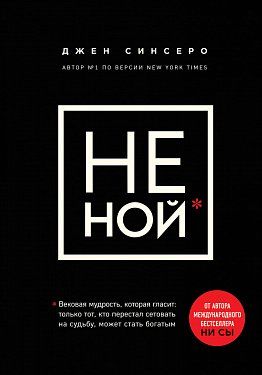 ДЖЕН СИНСЕРО
АВТОР №1 ПО ВЕРСИИ NEW YORK TIMES
НЕ
НОЙ*
* Вековая мудрость, которая гласит:
только тот, кто перестал сетовать
на судьбу, может стать богатым
ОТ АВТОРА
МЕЖДУНАРОДНОГО
БЕСТСЕЛЛЕРА
НИ СЫ